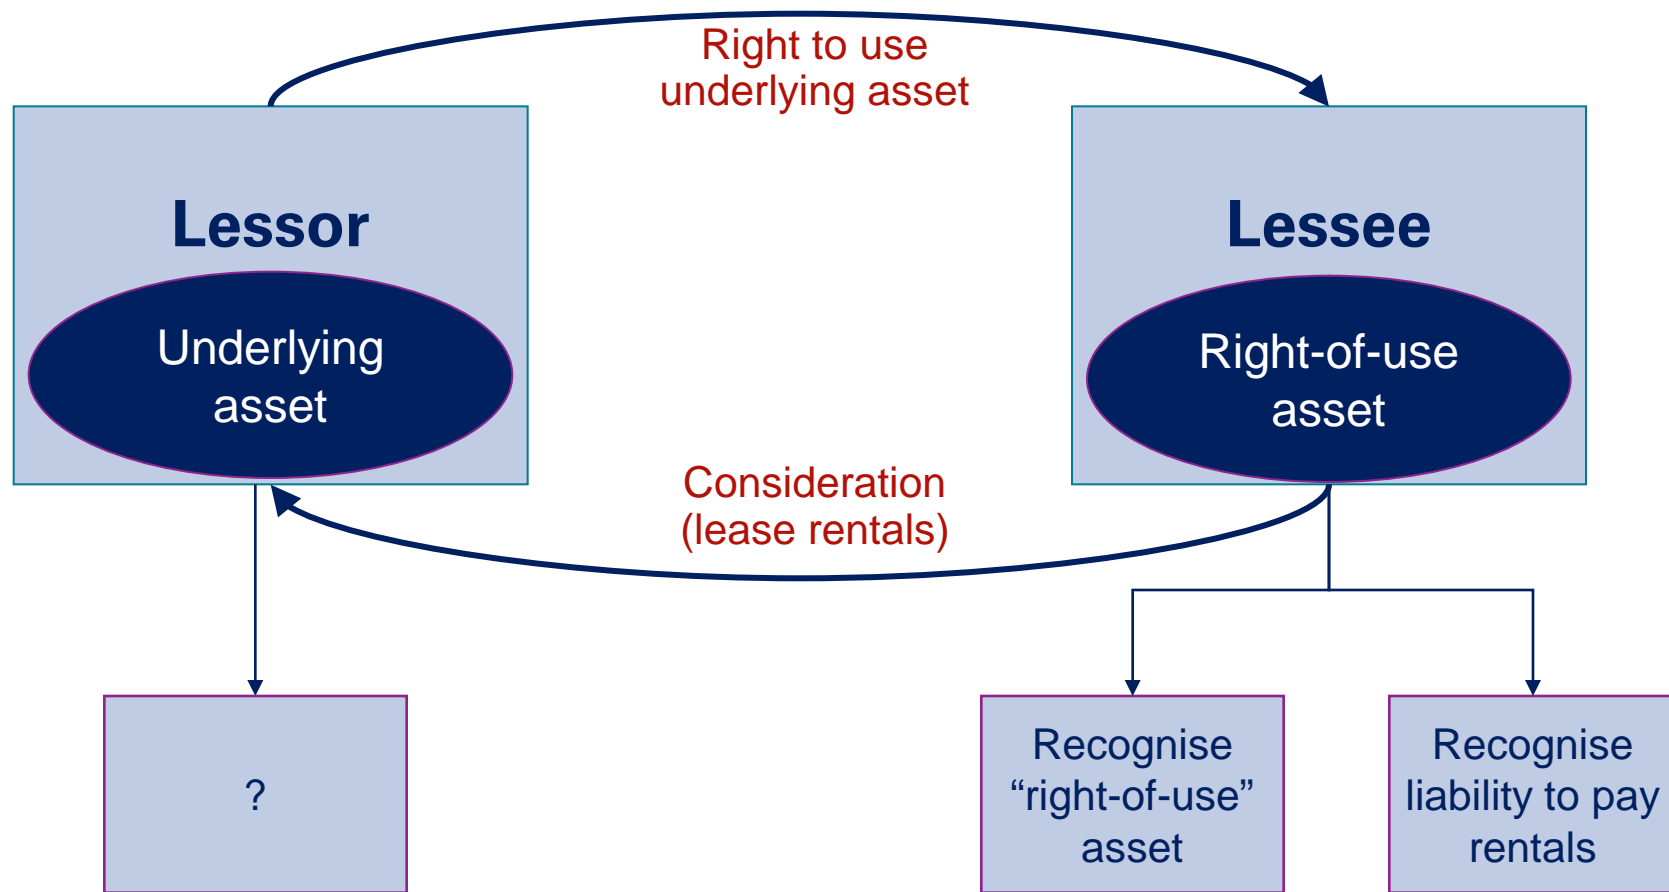 Right to use
underlying asset
Lessor
Lessee
Underlying
asset
Right-of-use
asset
Consideration
(lease rentals)
?
Recognise
“right-of-use”
asset
Recognise
liability to pay
rentals